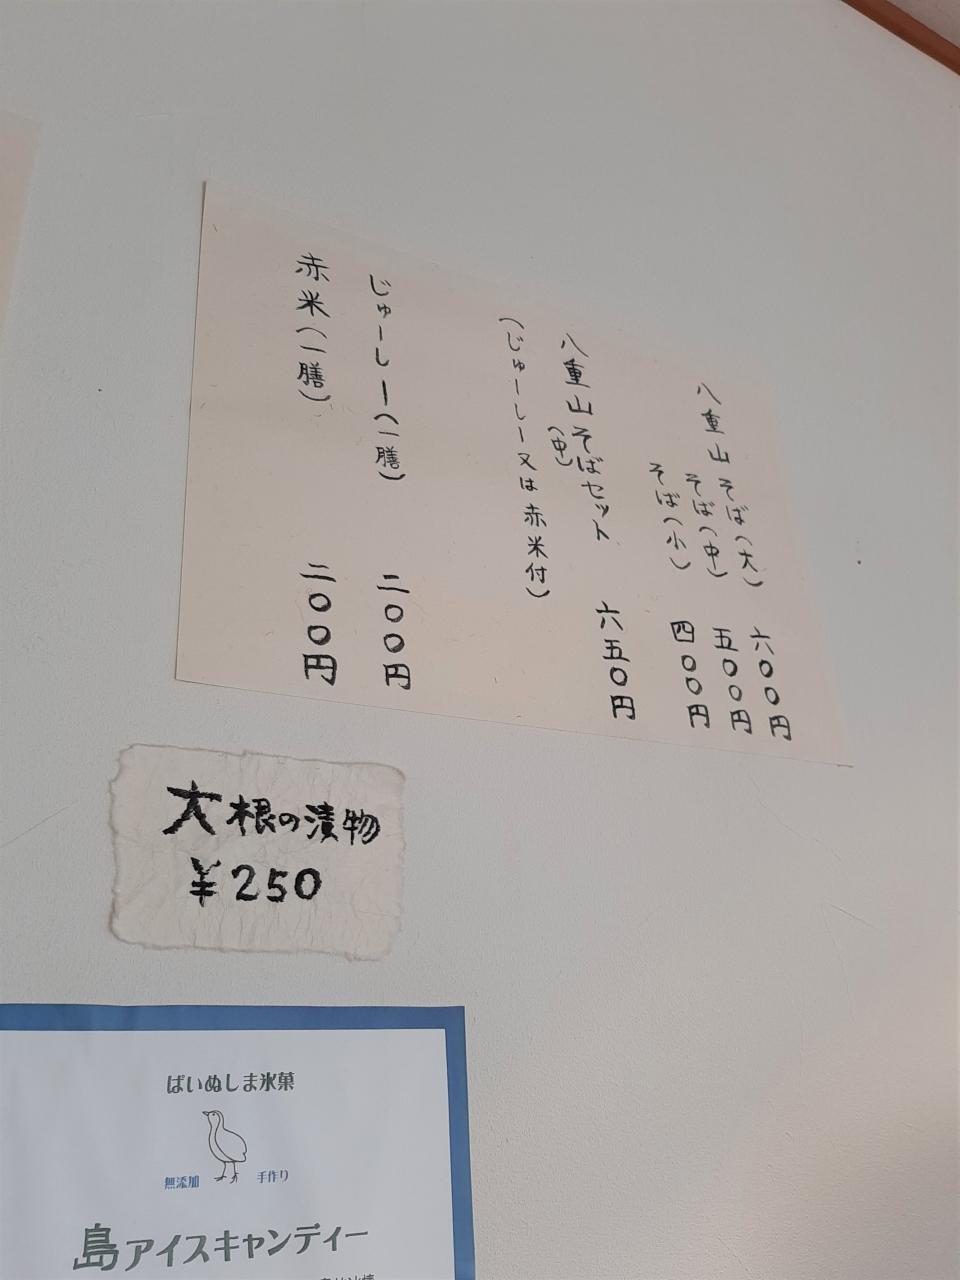 八重山そば(大) 六〇〇円
そば(中) 五〇〇円
そば(小) 四〇〇円
八重山そばセット 六五〇円
(中)
(じゅーしー又は赤米付)
じゅーしー(一膳) 二〇〇円
赤米(一膳) 二〇〇円
大根の漬物
¥250
ぱいぬしま氷菓
無添加 手作り
島アイスキャンディー